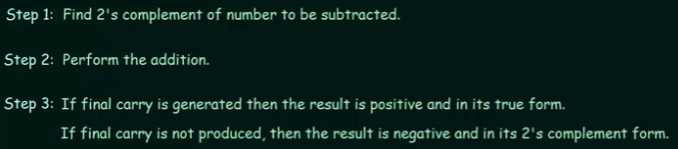 Step 1: Find 2's complement of number to be subtracted.
Step 2: Perform the addition.
Step 3: If final carry is generated then the result is positive and in its true form.
If final carry is not produced, then the result is negative and in its 2's complement form.